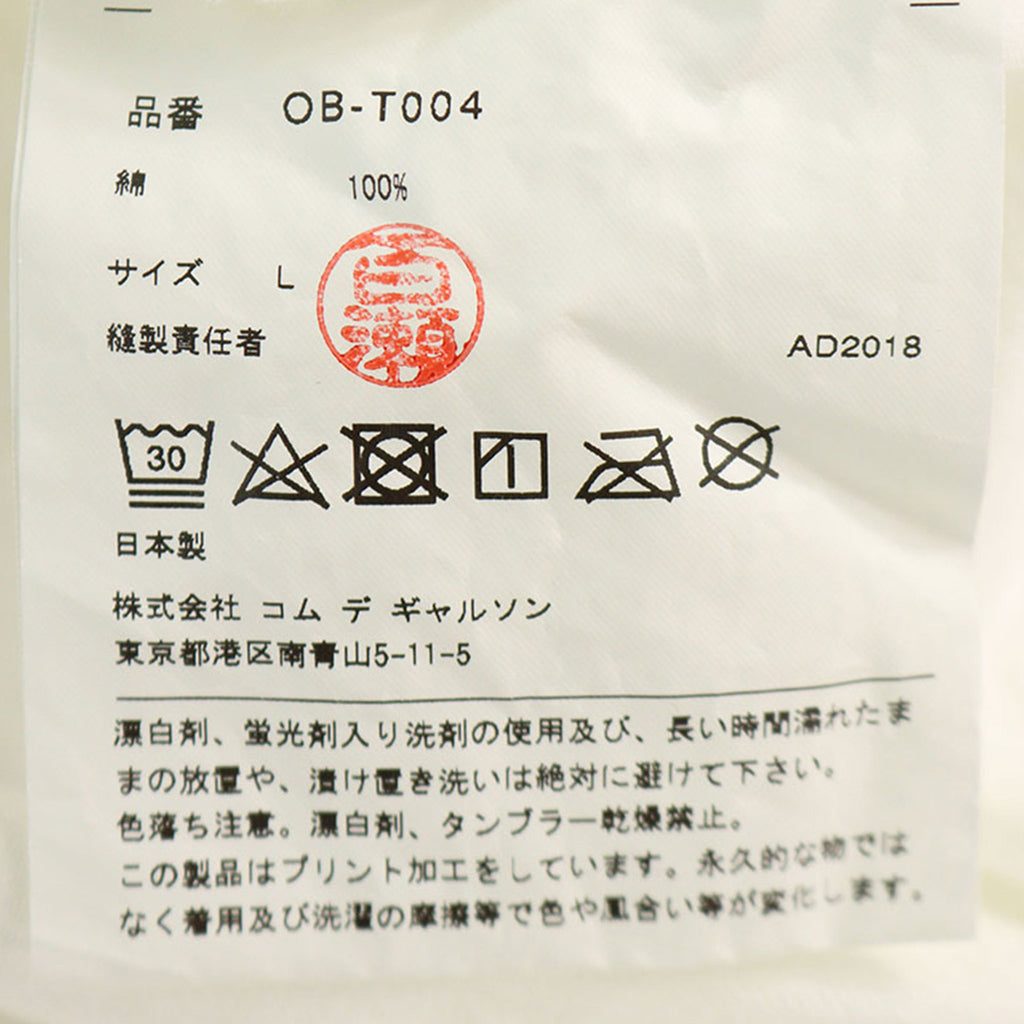 品番 OB-T004
綿 100%
サイズ L
百瀬
縫製責任者 AD2018
30
日本製
株式会社 コム デ ギャルソン
東京都港区南青山5-11-5
漂白剤、蛍光剤入り洗剤の使用及び、長い時間濡れたま
まの放置や、漬け置き洗いは絶対に避けて下さい。
色落ち注意。漂白剤、タンブラー乾燥禁止。
この製品はプリント加工をしています。永久的な物では
なく着用及び洗濯の摩擦等で色や風合い等が変化します。